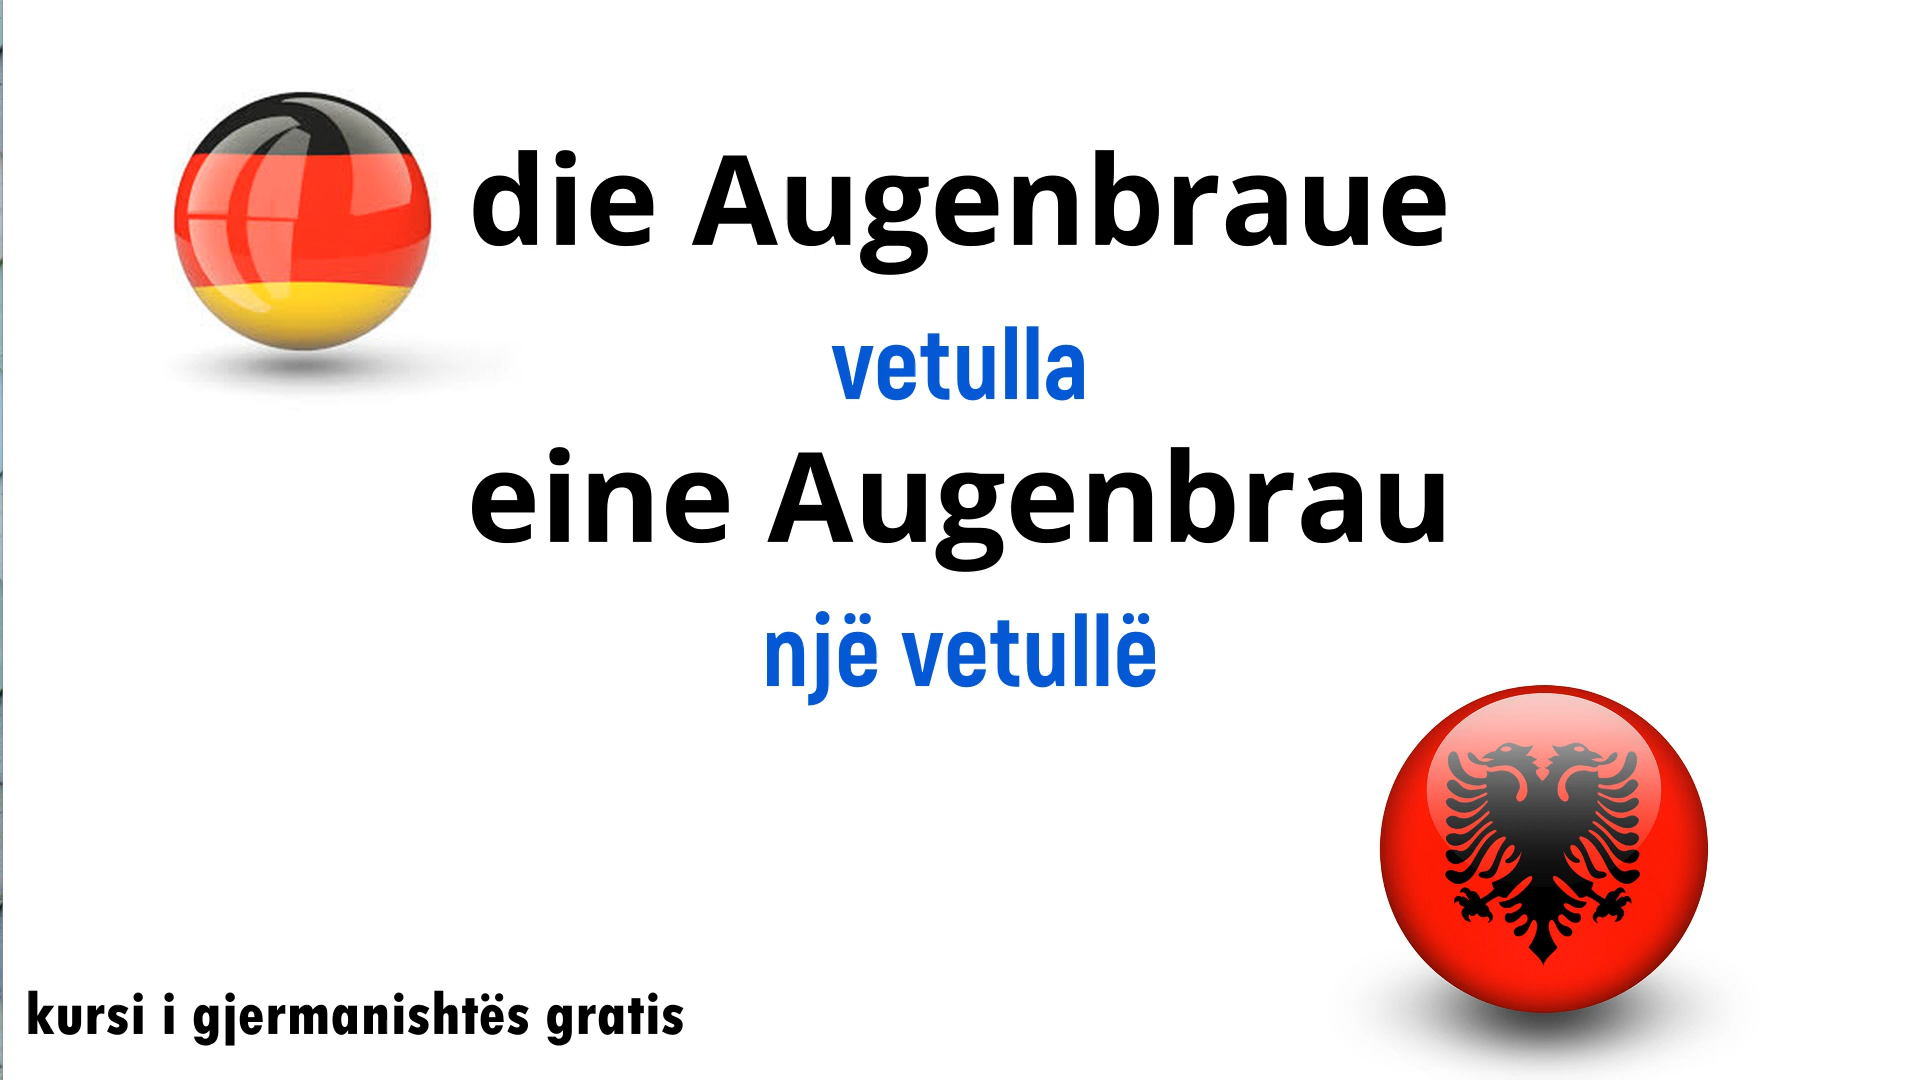 die Augenbraue
vetulla
eine Augenbrau
një vetullë
kursi i gjermanishtës gratis